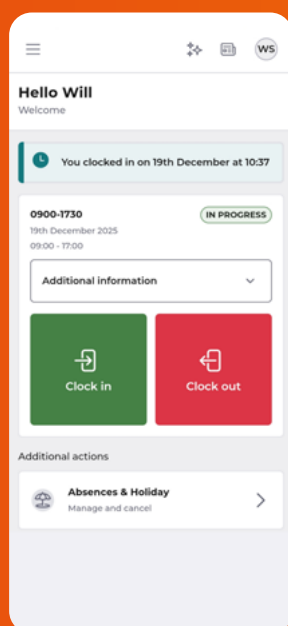 WS
Hello Will
Welcome
You clocked in on 19th December at 10:37
0900-1730
IN PROGRESS
19th December 2025
09:00 - 17:00
Additional information
Clock in
Clock out
Additional actions
Absences & Holiday
Manage and cancel